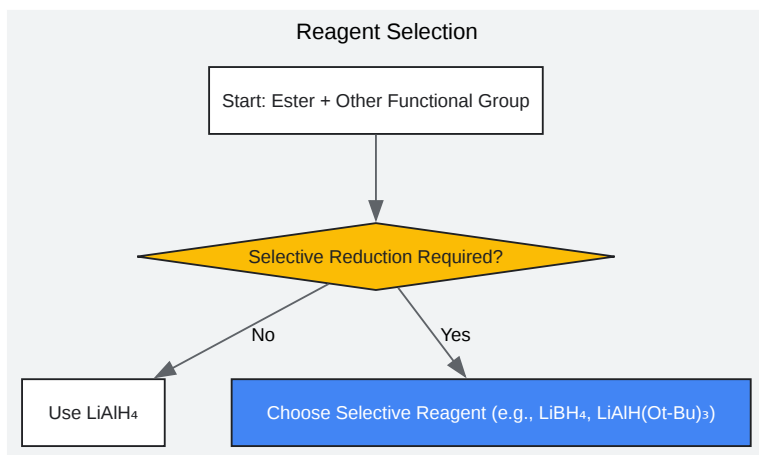 Reagent Selection
Start: Ester + Other Functional Group
Selective Reduction Required?
No
Yes
Use LiAlH₄
Choose Selective Reagent (e.g., LiBH₄, LiAlH(Ot-Bu)₃)